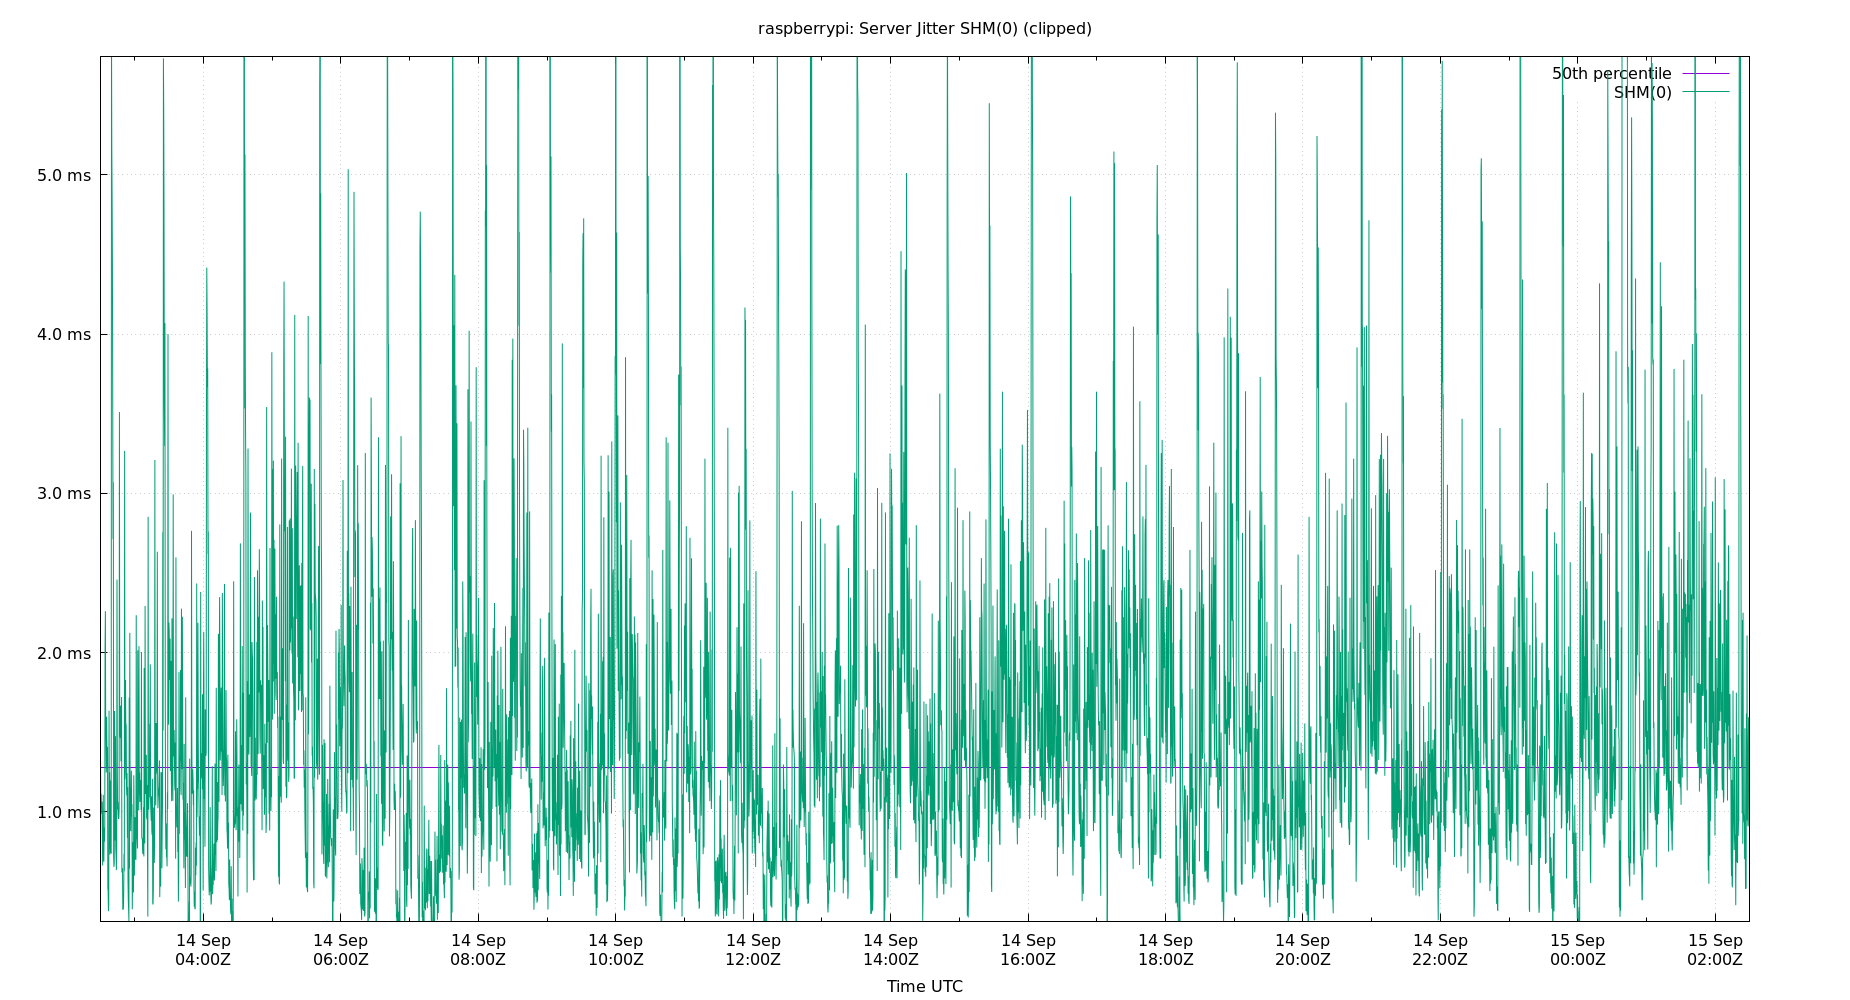 raspberrypi: Server Jitter SHM(0) (clipped)
50th percentile
SHM(0)
5.0 ms
4.0 ms
3.0 ms
2.0 ms
1.0 ms
14 Sep 14 Sep 14 Sep 14 Sep 14 Sep 14 Sep 14 Sep 14 Sep 14 Sep 14 Sep 15 Sep 15 Sep
04:00Z 06:00Z 08:00Z 10:00Z 12:00Z 14:00Z 16:00Z 18:00Z 20:00Z 22:00Z 00:00Z 02:00Z
Time UTC